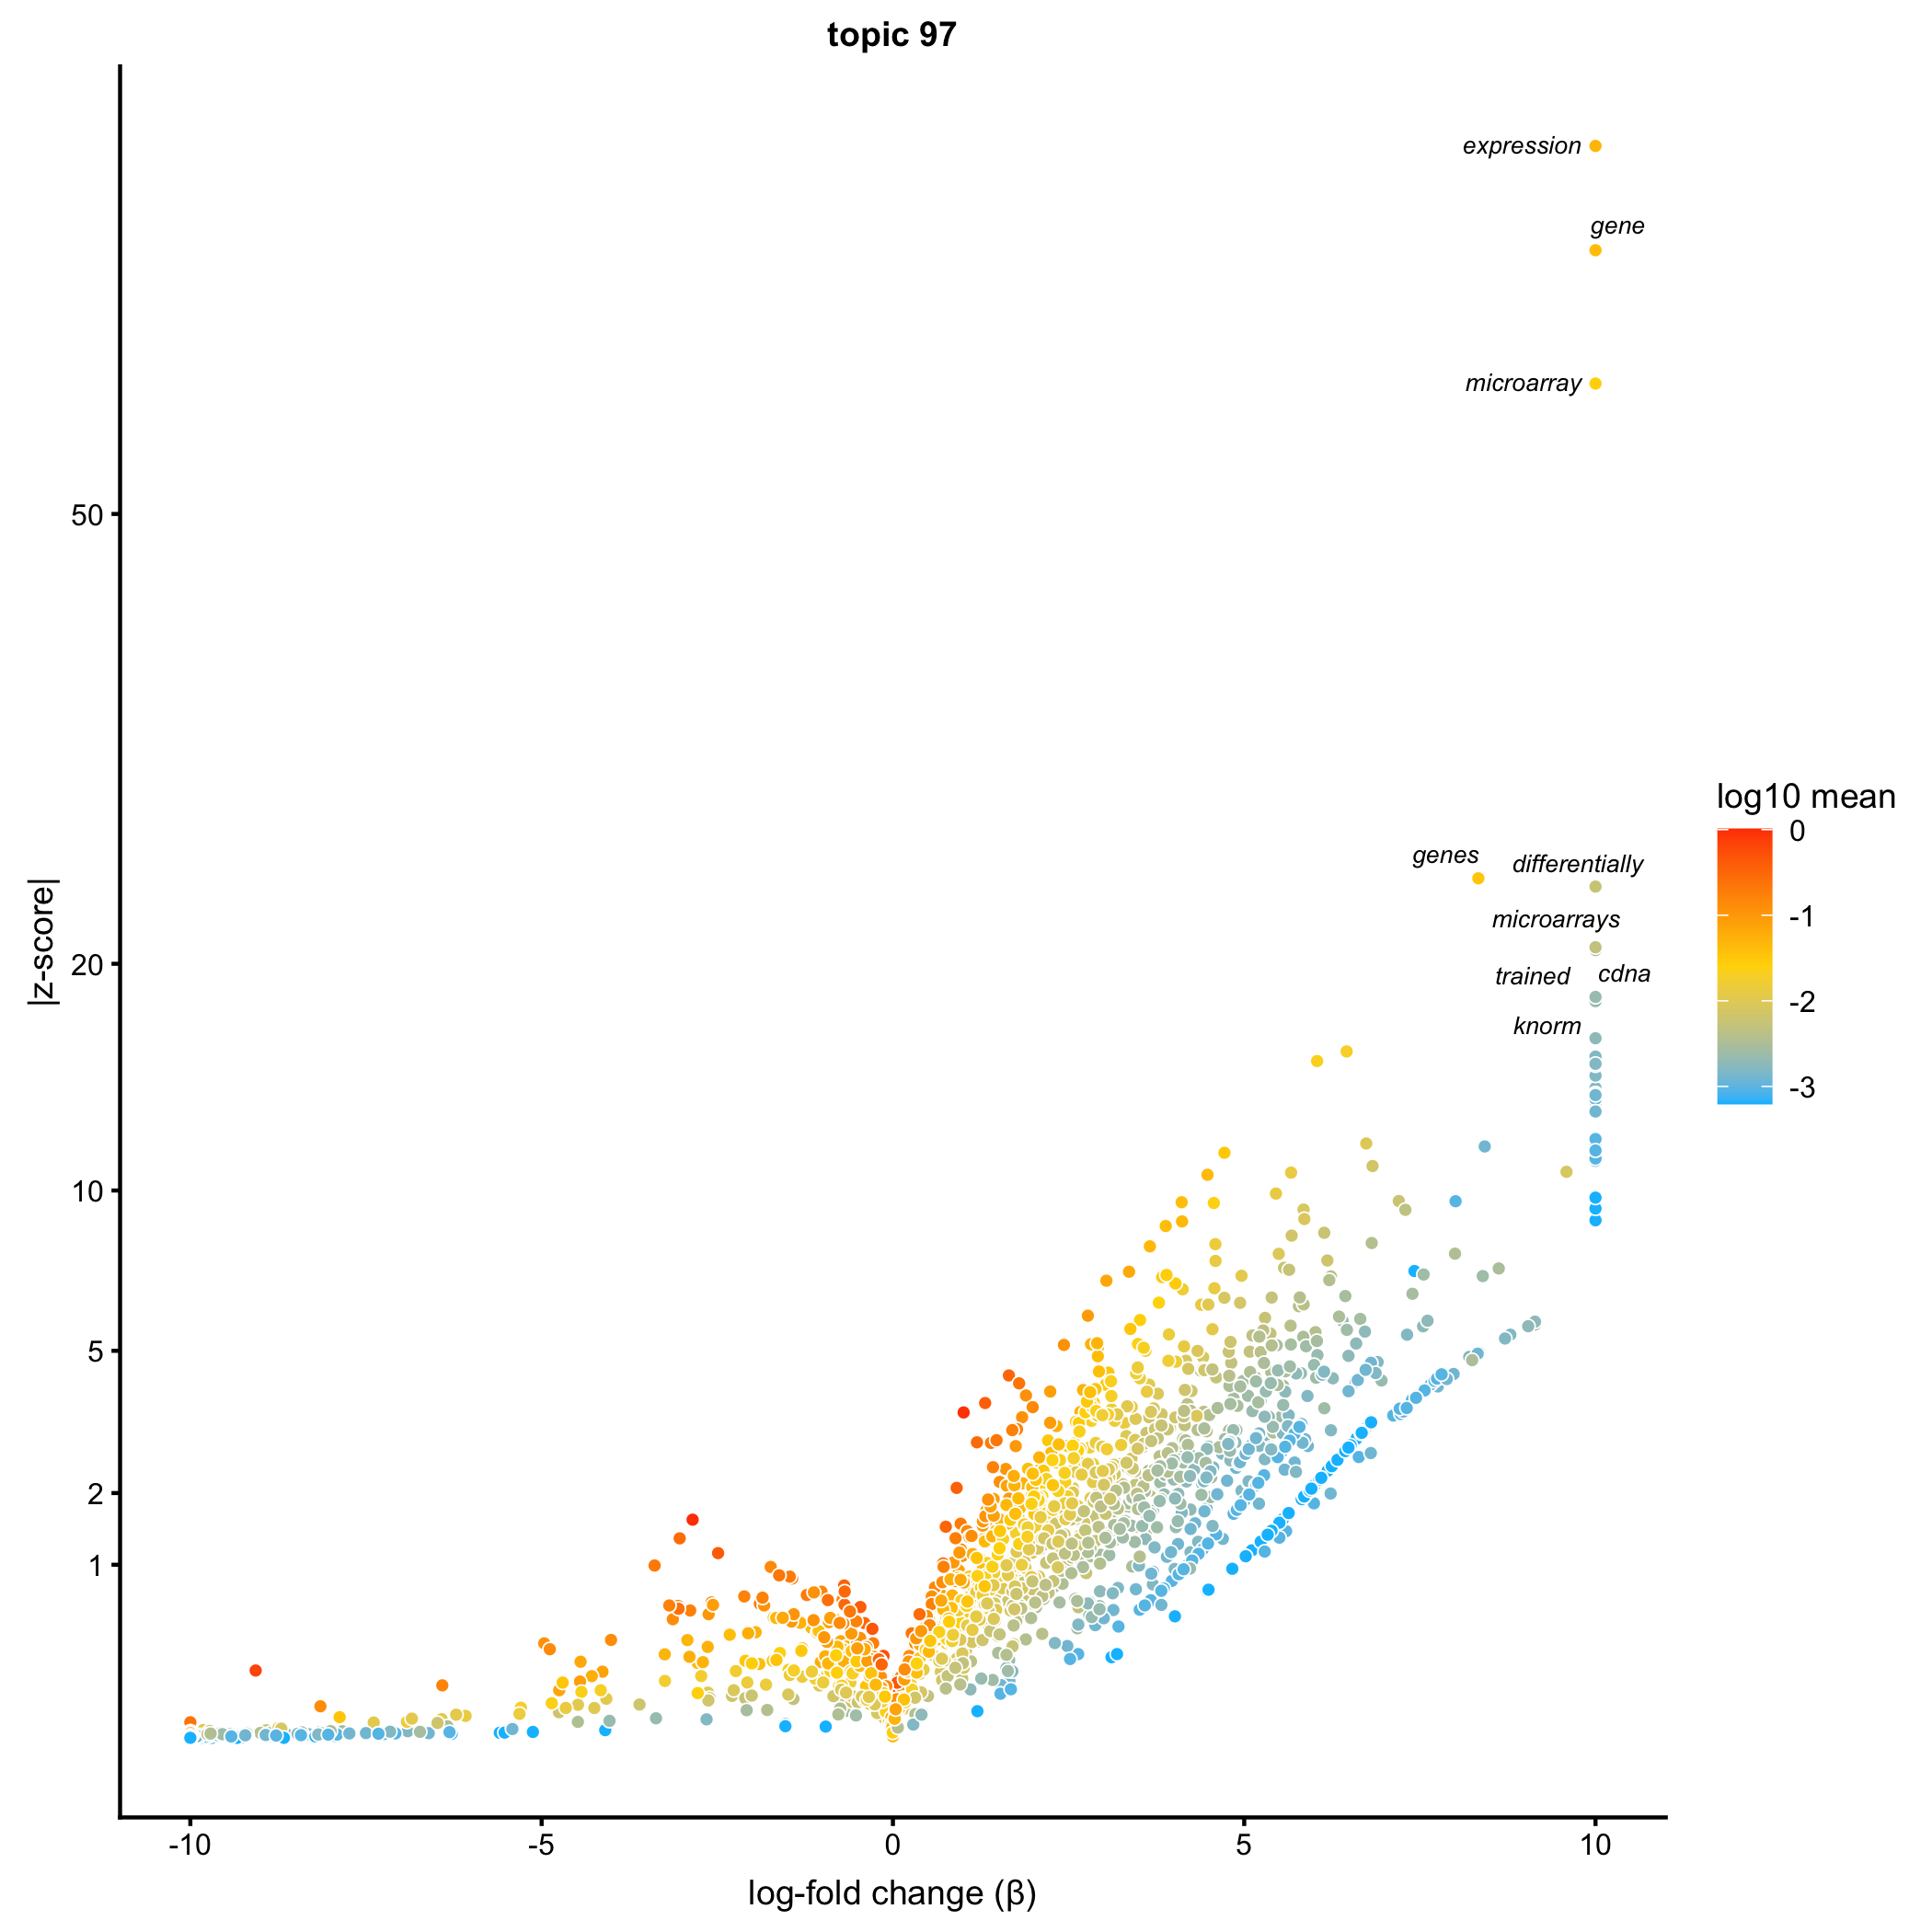 topic 97
expression
gene
microarray
50
genes
differentially
microarrays
20
trained
cdna
knorm
10
5
2
1
|z-score|
-10
-5
0
5
10
log-fold change (β)
log10 mean
0
-1
-2
-3